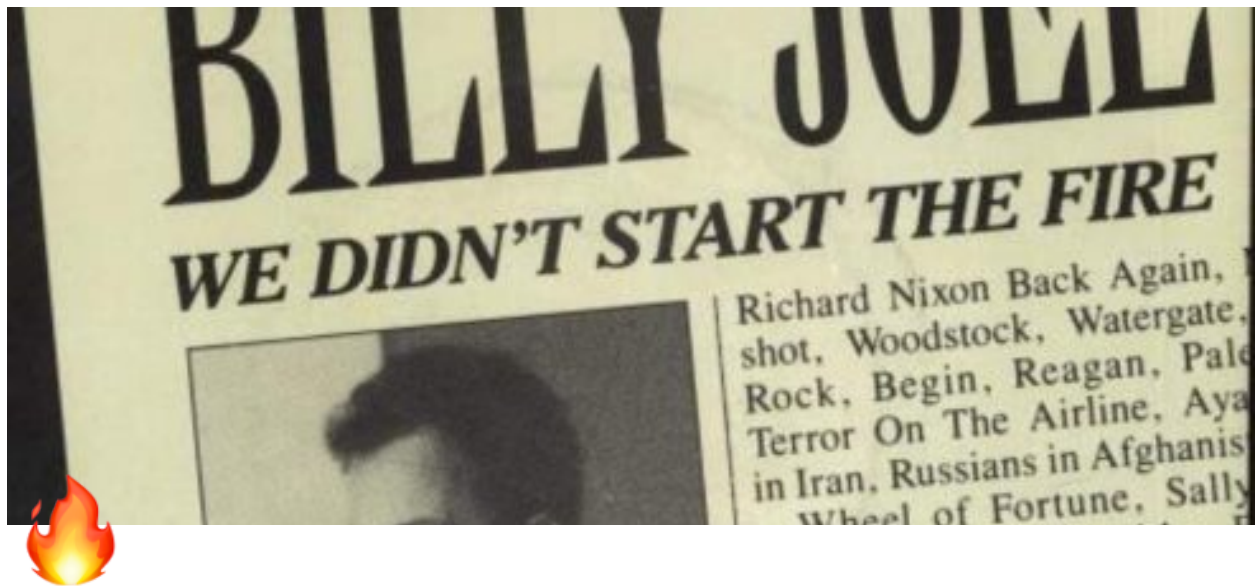 BILLY JOEL
WE DIDN'T START THE FIRE
Richard Nixon Back Again,
shot, Woodstock, Watergate,
Rock, Begin, Reagan,
Terror On The Airline,
in Iran, Russians in
Wheel of Fortune, Sally